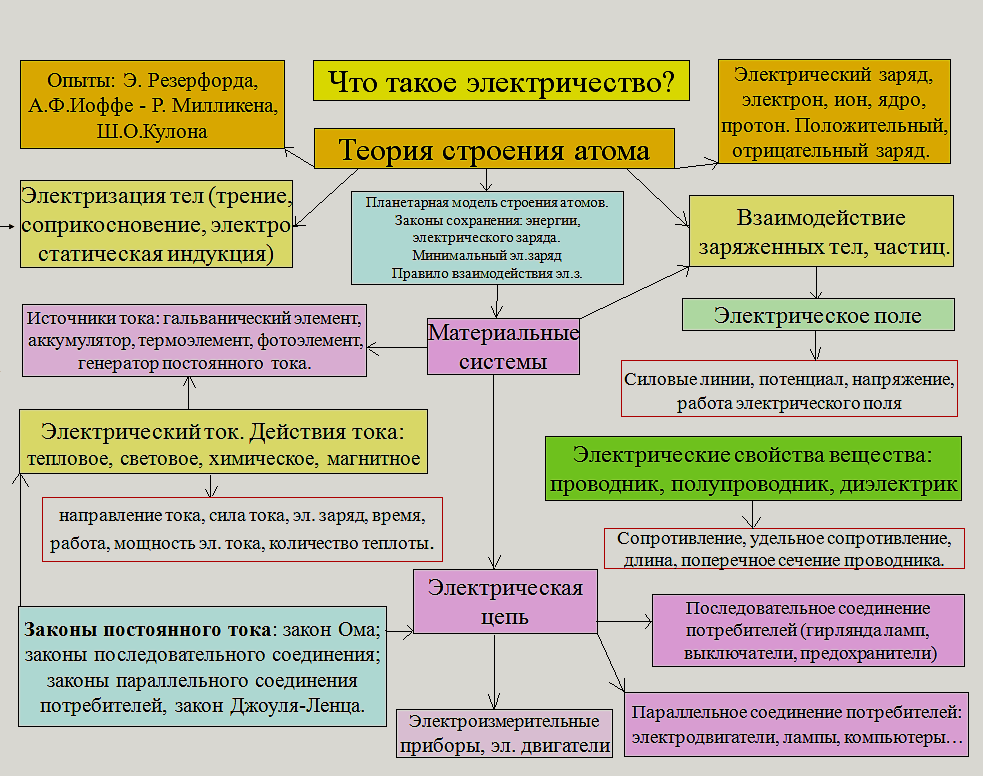 Что такое электричество?
Опыты: Э. Резерфорда,
А.Ф.Иоффе - Р. Милликена,
Ш.О.Кулона
Электрический заряд,
электрон, ион, ядро,
протон. Положительный,
отрицательный заряд.
Теория строения атома
Электризация тел (трение,
соприкосновение, электро
статическая индукция)
Планетарная модель строения атомов.
Законы сохранения: энергии,
электрического заряда.
Минимальный эл.заряд
Правило взаимодействия эл.з.
Взаимодействие
заряженных тел, частиц.
Источники тока: гальванический элемент,
аккумулятор, термоэлемент, фотоэлемент,
генератор постоянного тока.
Материальные
системы
Электрическое поле
Силовые линии, потенциал, напряжение,
работа электрического поля
Электрический ток. Действия тока:
тепловое, световое, химическое, магнитное
Электрические свойства вещества:
проводник, полупроводник, диэлектрик
направление тока, сила тока, эл. заряд, время,
работа, мощность эл. тока, количество теплоты.
Сопротивление, удельное сопротивление,
длина, поперечное сечение проводника.
Электрическая
цепь
Законы постоянного тока: закон Ома;
законы последовательного соединения;
законы параллельного соединения
потребителей, закон Джоуля-Ленца.
Последовательное соединение
потребителей (гирлянда ламп,
выключатели, предохранители)
Электроизмерительные
приборы, эл. двигатели
Параллельное соединение потребителей:
электродвигатели, лампы, компьютеры…